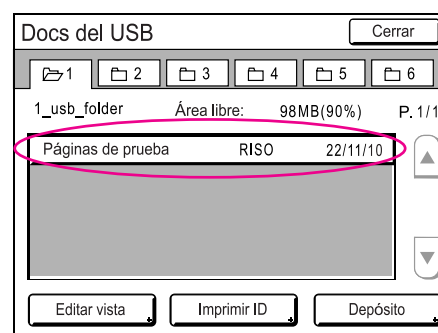 Docs del USB Cerrar
1 2 3 4 5 6
1_usb_folder Área libre: 98MB(90%) P. 1/1
Páginas de prueba RISO 22/11/10
Editar vista Imprimir ID Depósito